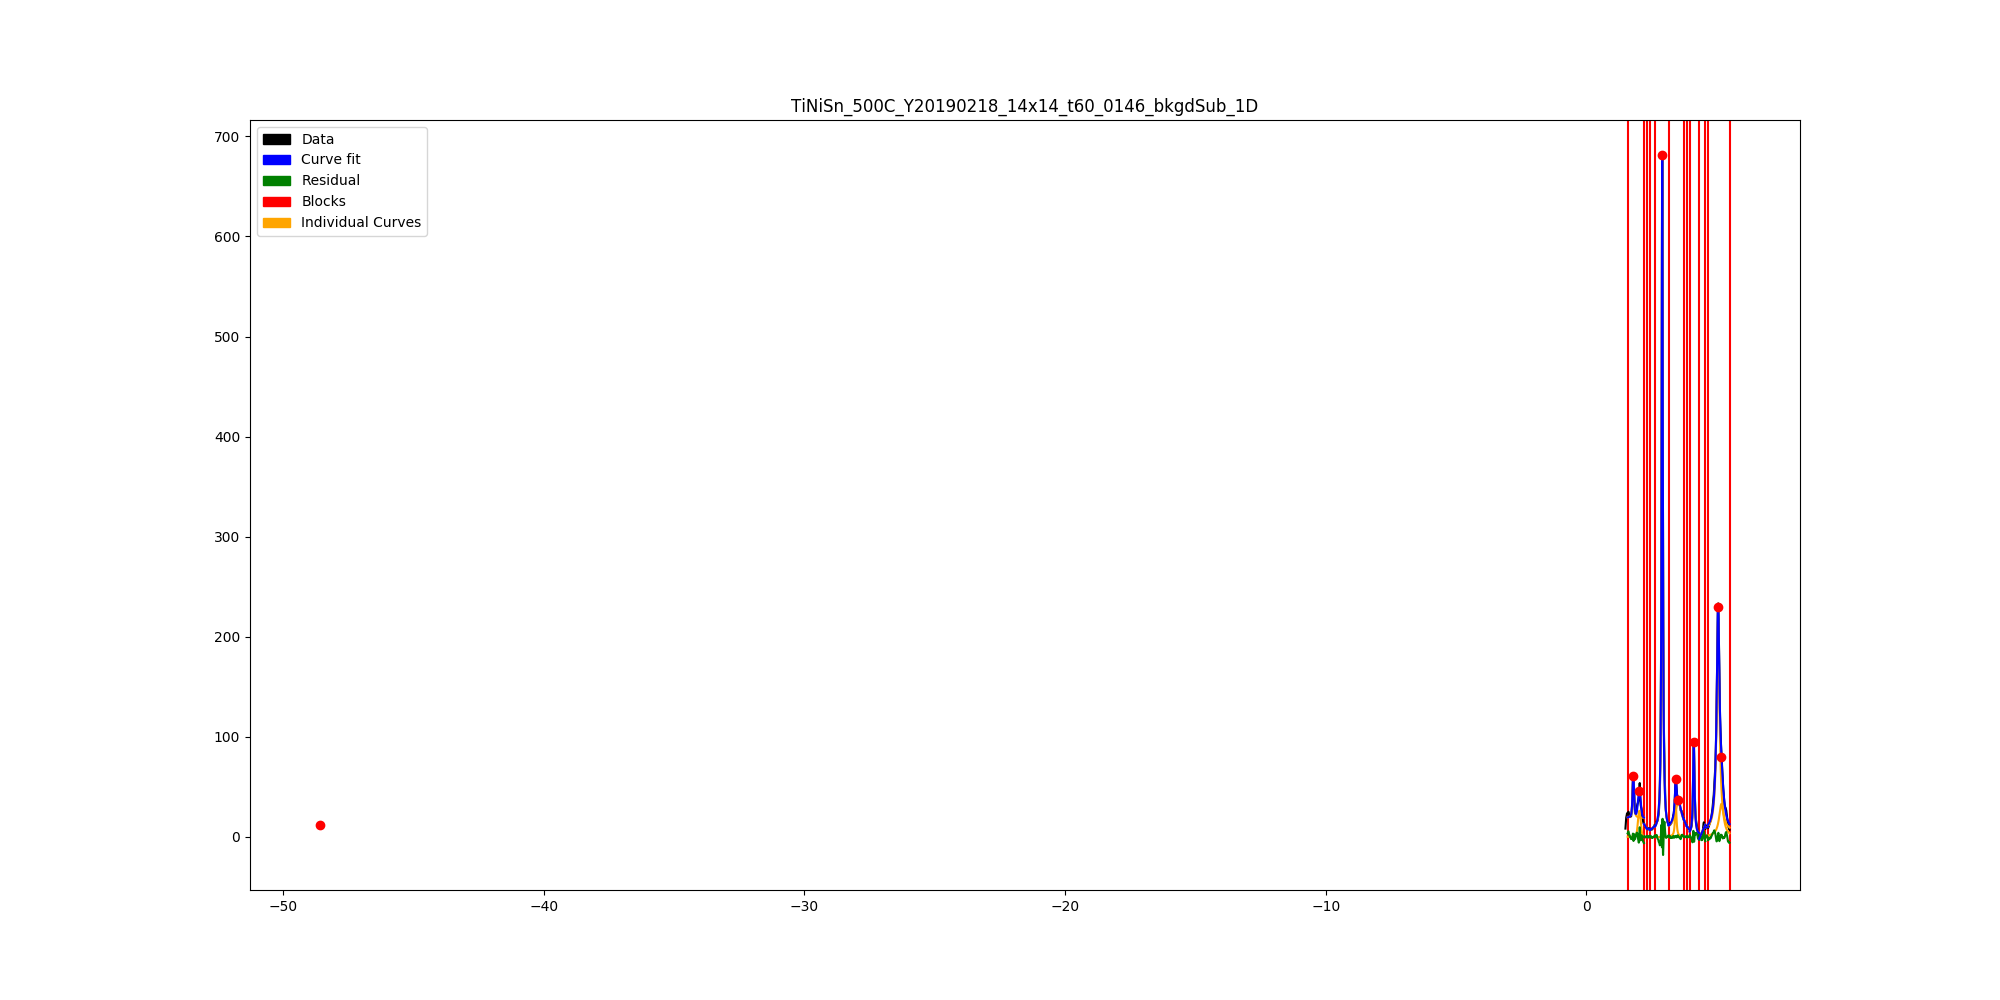 TiNiSn_500C_Y20190218_14x14_t60_0146_bkgdSub_1D
Data
Curve fit
Residual
Blocks
Individual Curves
700
600
500
400
300
200
100
0
−50 −40 −30 −20 −10 0